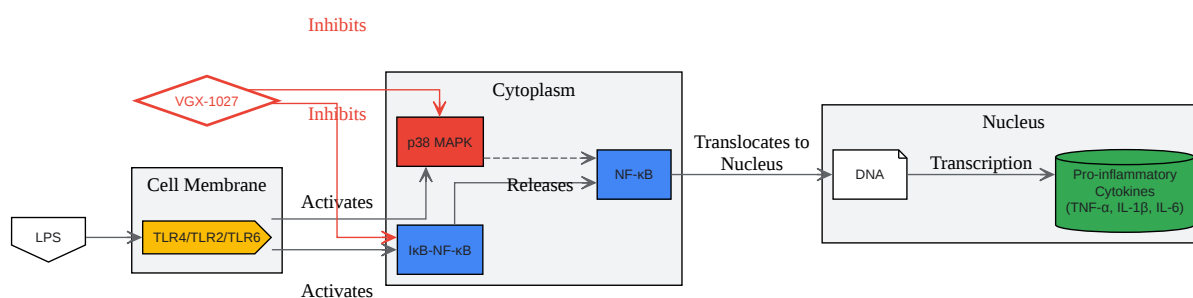 Inhibits
VGX-1027
Inhibits
Cytoplasm
p38 MAPK
Nucleus
Translocates to
Nucleus
Transcription
Cell Membrane
Activates
Releases
NF-κB
DNA
Pro-inflammatory
Cytokines
(TNF-α, IL-1β, IL-6)
LPS
TLR4/TLR2/TLR6
IκB-NF-κB
Activates